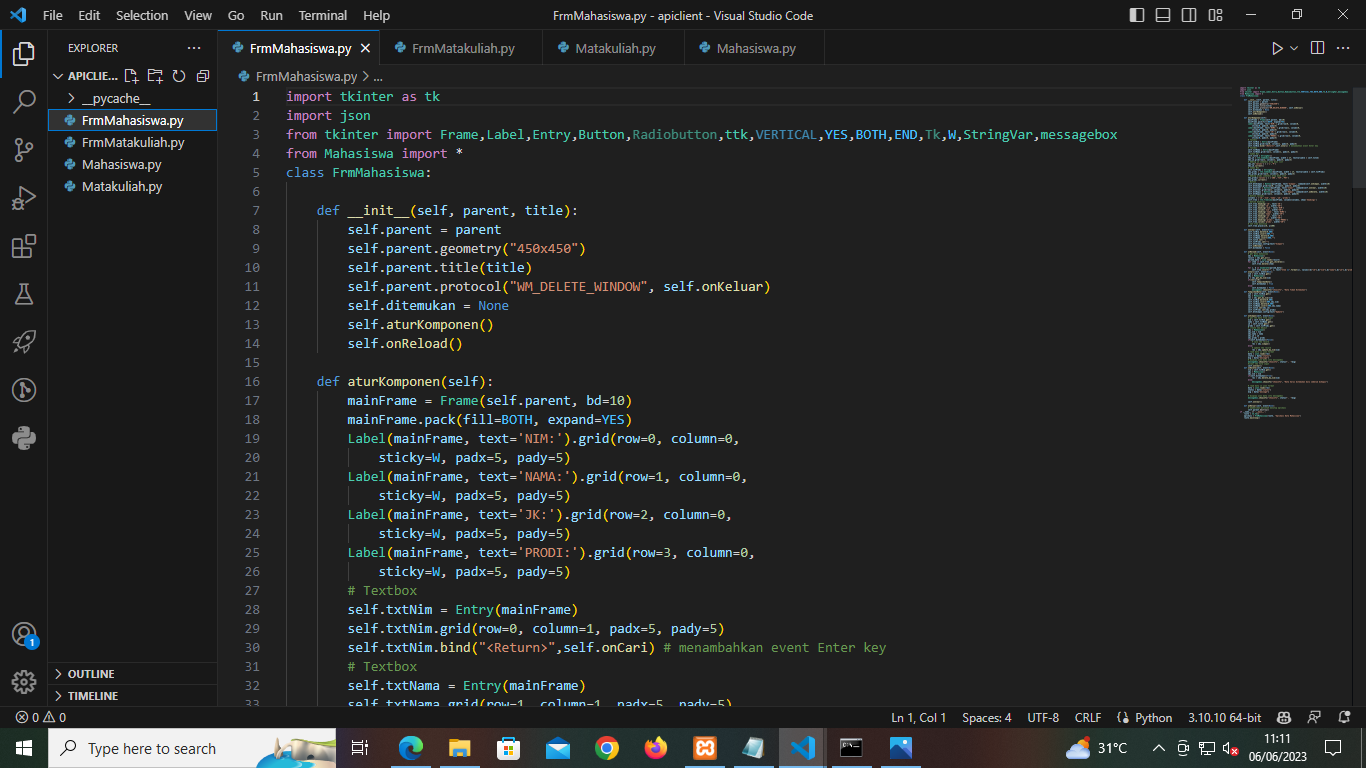 File Edit Selection View Go Run Terminal Help FrmMahasiswa.py - apiclient - Visual Studio Code
EXPLORER
APICLIE...
__pycache__
FrmMahasiswa.py
FrmMatakuliah.py
Mahasiswa.py
Matakuliah.py
OUTLINE
TIMELINE
1
FrmMahasiswa.py FrmMatakuliah.py Matakuliah.py Mahasiswa.py
FrmMahasiswa.py > ...
1 import tkinter as tk
2 import json
3 from tkinter import Frame,Label,Entry,Button,Radiobutton,ttk,VERTICAL,YES,BOTH,END,Tk,W,StringVar,messagebox
4 from Mahasiswa import *
5 class FrmMahasiswa:
6
7 def __init__(self, parent, title):
8 self.parent = parent
9 self.parent.geometry("450x450")
10 self.parent.title(title)
11 self.parent.protocol("WM_DELETE_WINDOW", self.onKeluar)
12 self.ditemukan = None
13 self.aturKomponen()
14 self.onReload()
15
16 def aturKomponen(self):
17 mainFrame = Frame(self.parent, bd=10)
18 mainFrame.pack(fill=BOTH, expand=YES)
19 Label(mainFrame, text='NIM:').grid(row=0, column=0,
20 sticky=W, padx=5, pady=5)
21 Label(mainFrame, text='NAMA:').grid(row=1, column=0,
22 sticky=W, padx=5, pady=5)
23 Label(mainFrame, text='JK:').grid(row=2, column=0,
24 sticky=W, padx=5, pady=5)
25 Label(mainFrame, text='PRODI:').grid(row=3, column=0,
26 sticky=W, padx=5, pady=5)
27 # Textbox
28 self.txtNim = Entry(mainFrame)
29 self.txtNim.grid(row=0, column=1, padx=5, pady=5)
30 self.txtNim.bind("<Return>",self.onCari) # menambahkan event Enter key
31 # Textbox
32 self.txtNama = Entry(mainFrame)
33 self.txtNama.grid(row=1, column=1, padx=5, pady=5)
0 0 Ln 1, Col 1 Spaces: 4 UTF-8 CRLF Python 3.10.10 64-bit
Type here to search 31°C 11:11
06/06/2023